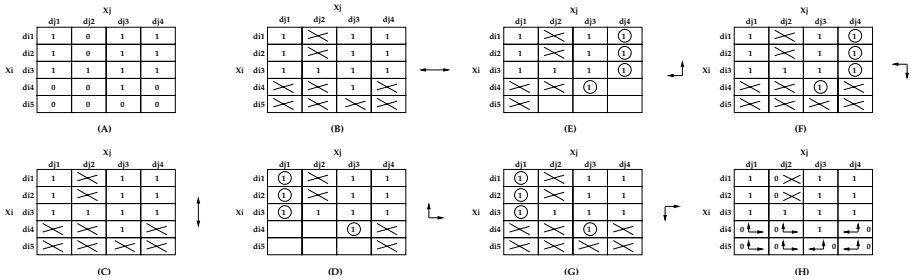 Xj
dj1 dj2 dj3 dj4
di1 1 0 1 1
di2 1 0 1 1
Xi di3 1 1 1 1
di4 0 0 1 0
di5 0 0 0 0
(A)
Xj
dj1 dj2 dj3 dj4
di1 1 1 1
di2 1 1 1
Xi di3 1 1 1 1
di4 1
di5
(B)
Xj
dj1 dj2 dj3 dj4
di1 1 1 1
di2 1 1 1
Xi di3 1 1 1 1
di4 1
di5
(E)
Xj
dj1 dj2 dj3 dj4
di1 1 1 1
di2 1 1 1
Xi di3 1 1 1 1
di4 1
di5
(F)
Xj
dj1 dj2 dj3 dj4
di1 1 1 1
di2 1 1 1
Xi di3 1 1 1 1
di4 1
di5
(C)
Xj
dj1 dj2 dj3 dj4
di1 1 1 1
di2 1 1 1
Xi di3 1 1 1 1
di4 1
di5
(D)
Xj
dj1 dj2 dj3 dj4
di1 1 1 1
di2 1 1 1
Xi di3 1 1 1 1
di4 1
di5
(G)
Xj
dj1 dj2 dj3 dj4
di1 1 0 1 1
di2 1 0 1 1
Xi di3 1 1 1 1
di4 0 0 1 0
di5 0 0 0 0
(H)